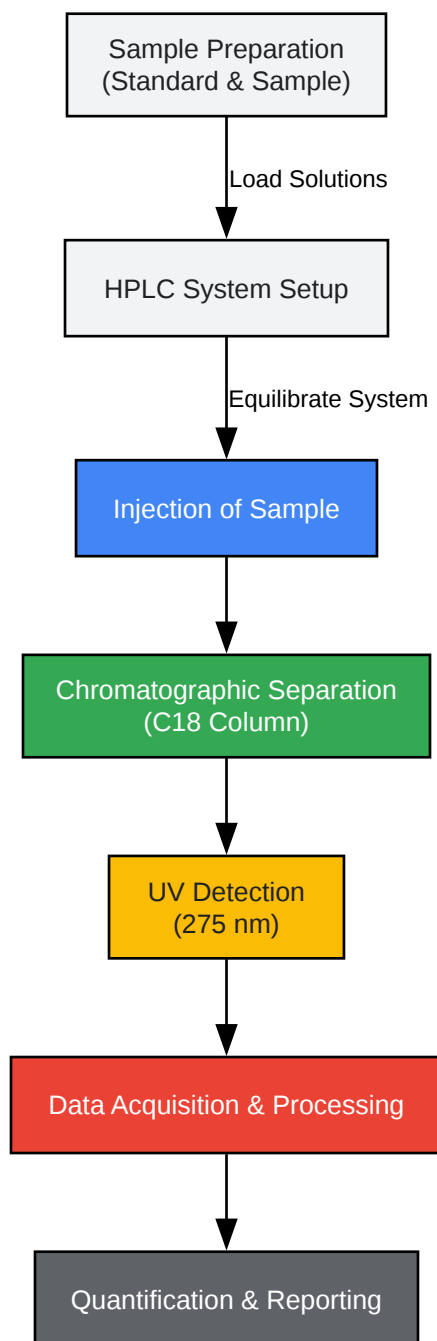 Sample Preparation
(Standard & Sample)
Load Solutions
HPLC System Setup
Equilibrate System
Injection of Sample
Chromatographic Separation
(C18 Column)
UV Detection
(275 nm)
Data Acquisition & Processing
Quantification & Reporting